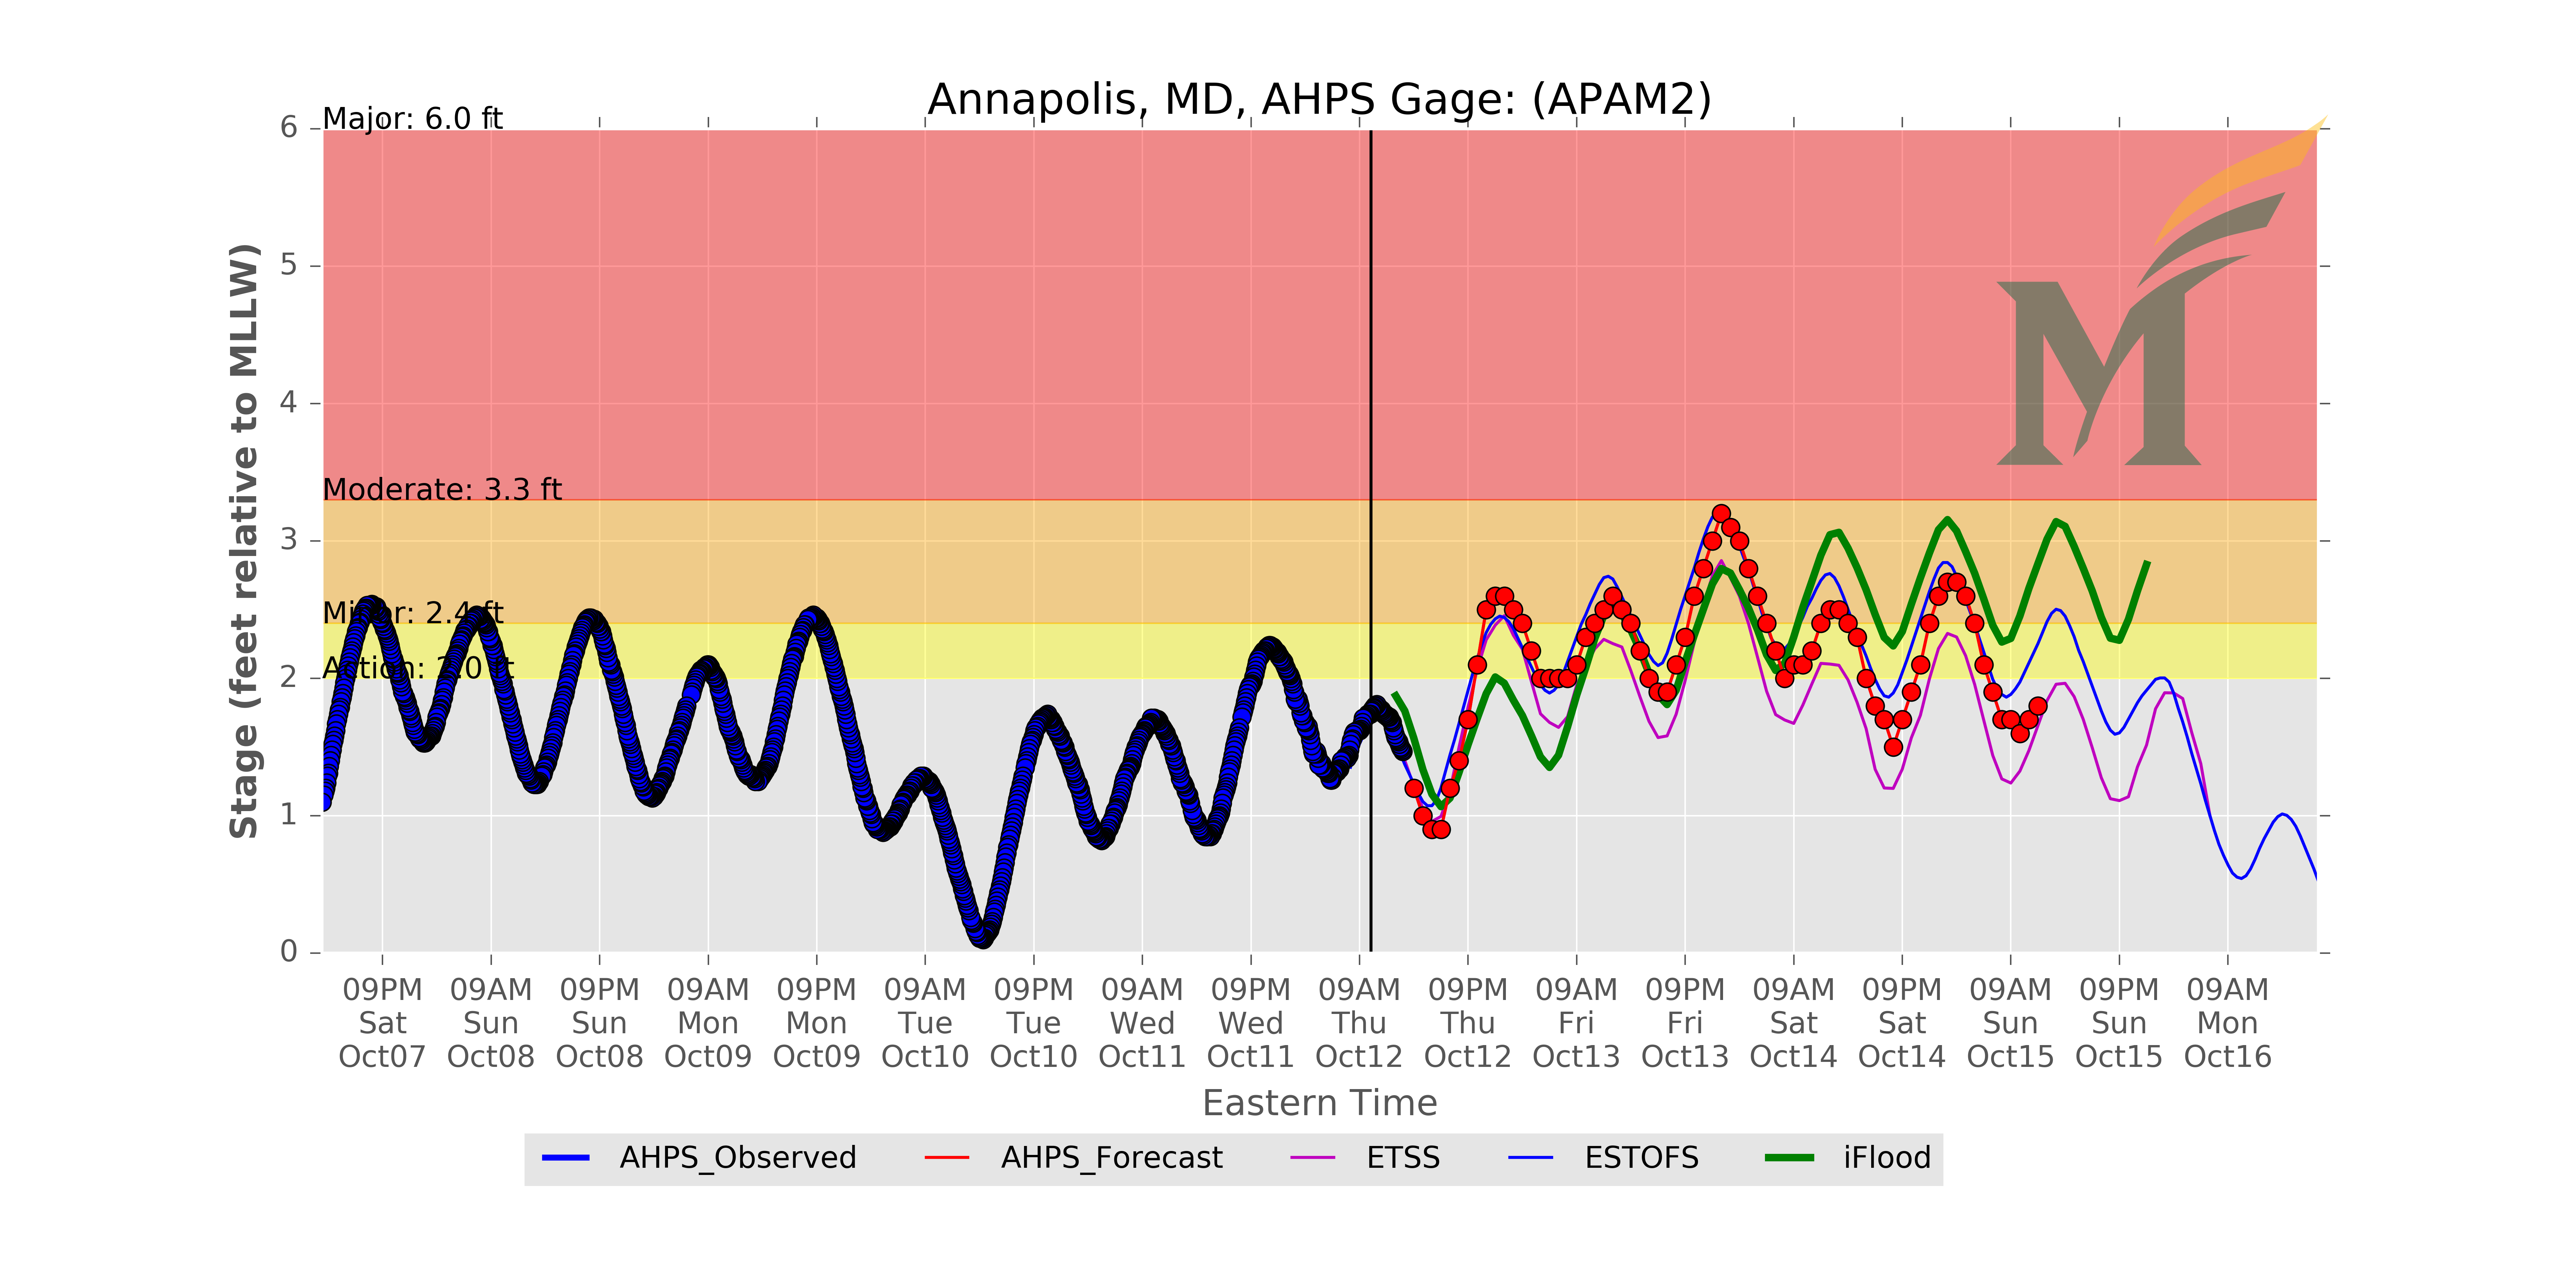 Annapolis, MD, AHPS Gage: (APAM2)
Major: 6.0 ft
Moderate: 3.3 ft
Minor: 2.4 ft
Action: 2.0 ft
6
5
4
3
2
1
0
Stage (feet relative to MLLW)
09PM 09AM 09PM 09AM 09PM 09AM 09PM 09AM 09PM 09AM 09PM 09AM 09PM 09AM 09PM 09AM 09PM 09AM
Sat Sun Sun Mon Mon Tue Tue Wed Wed Thu Thu Fri Fri Sat Sat Sun Sun Mon
Oct07 Oct08 Oct08 Oct09 Oct09 Oct10 Oct10 Oct11 Oct11 Oct12 Oct12 Oct13 Oct13 Oct14 Oct14 Oct15 Oct15 Oct16
Eastern Time
AHPS_Observed AHPS_Forecast ETSS ESTOFS iFlood
M